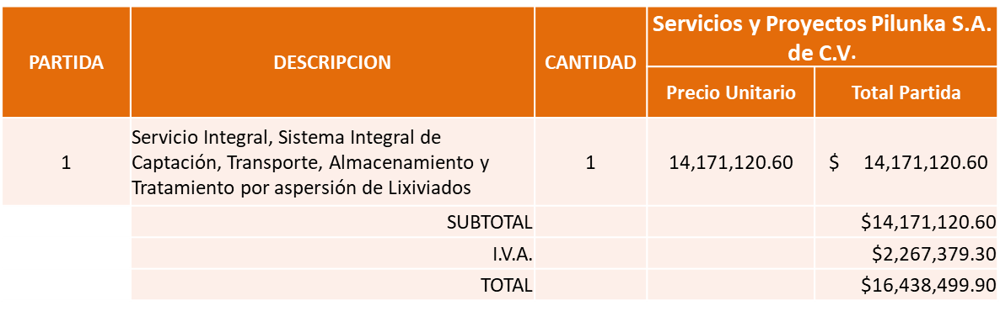 PARTIDA DESCRIPCION CANTIDAD Servicios y Proyectos Pilunka S.A.
de C.V.
Precio Unitario Total Partida
1 Servicio Integral, Sistema Integral de
Captación, Transporte, Almacenamiento y
Tratamiento por aspersión de Lixiviados 1 14,171,120.60 $ 14,171,120.60
SUBTOTAL $14,171,120.60
I.V.A. $2,267,379.30
TOTAL $16,438,499.90